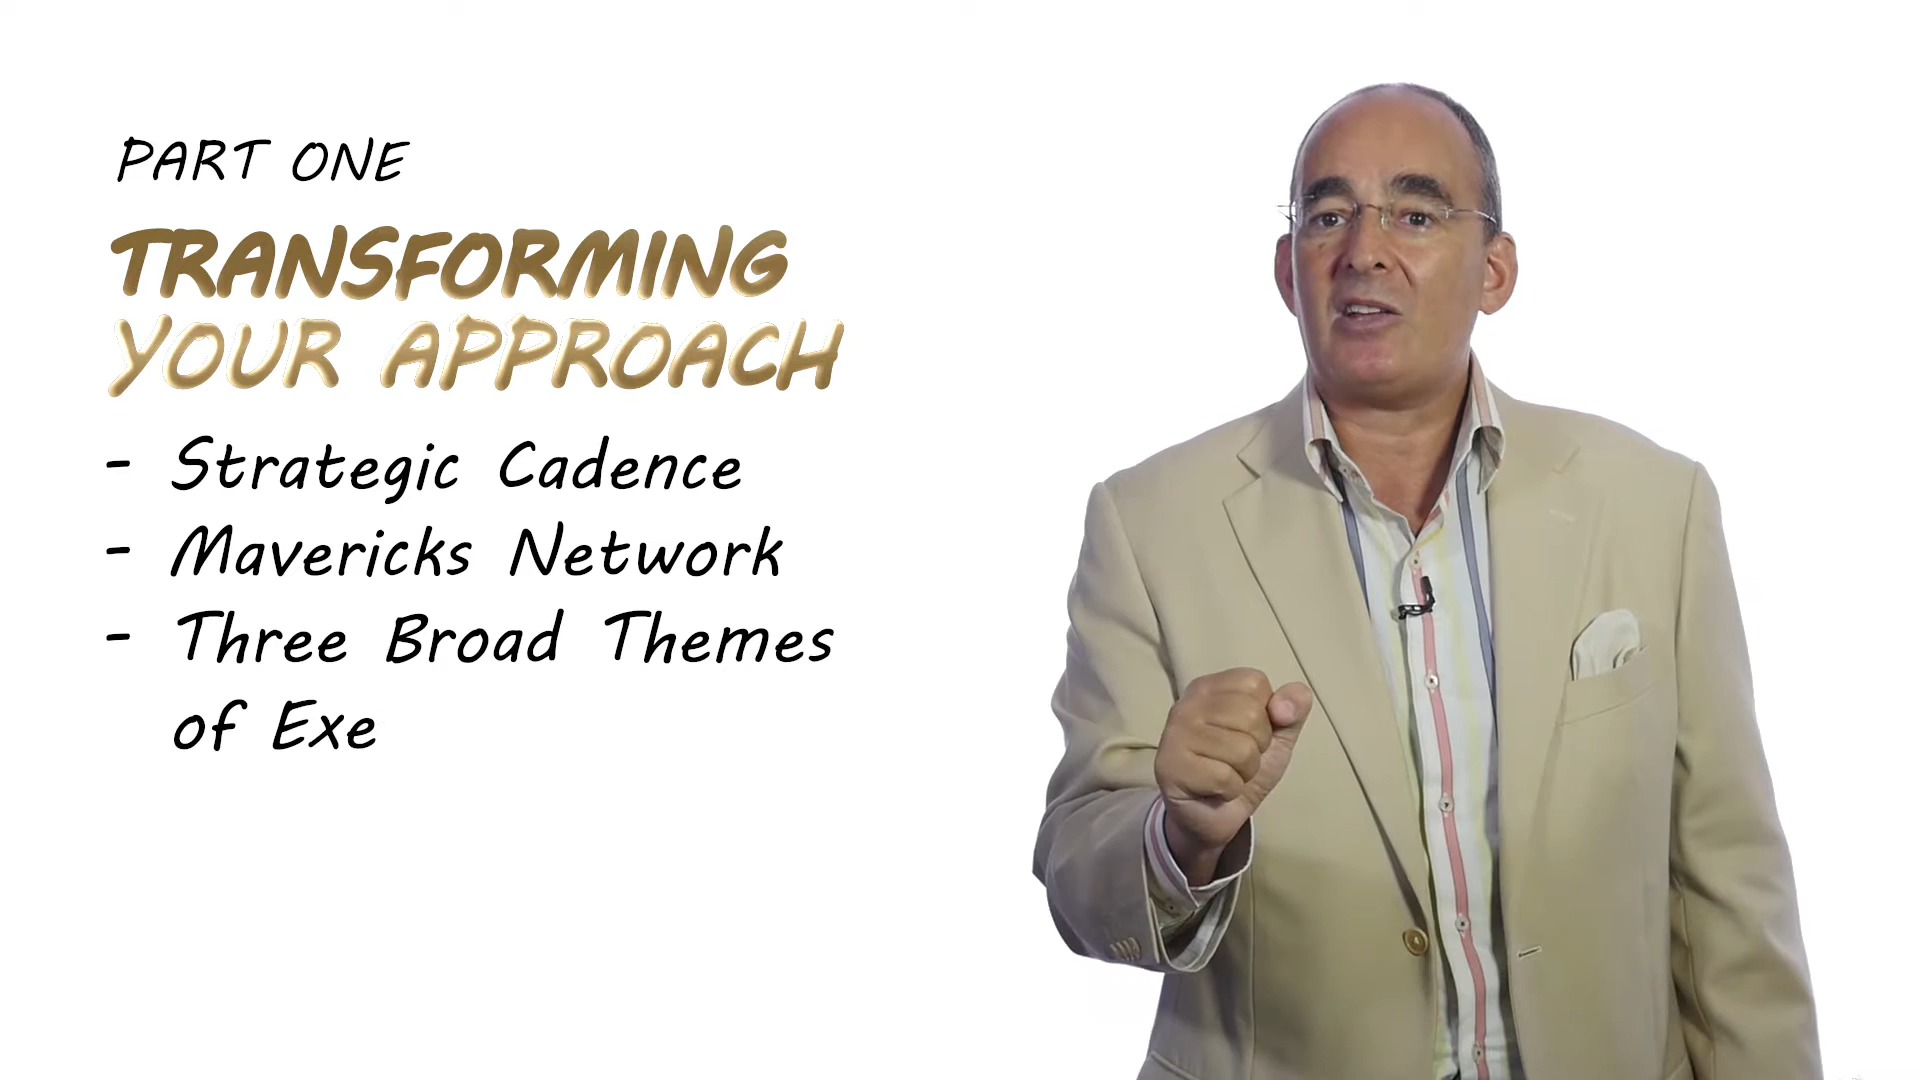 PART ONE
TRANSFORMING
YOUR APPROACH
- Strategic Cadence
- Mavericks Network
- Three Broad Themes
of Exe